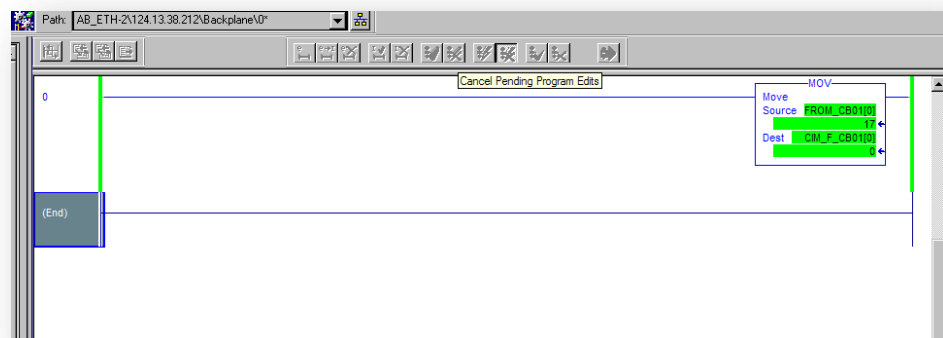 Path: AB_ETH-2\124.13.38.212\Backplane\0*
Cancel Pending Program Edits
0
MOV
Move
Source FROM_CB01[0]
17
Dest CIM_F_CB01[0]
0
(End)